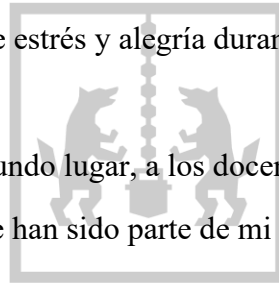 e estrés y alegría duran
undo lugar, a los docen
e han sido parte de mi